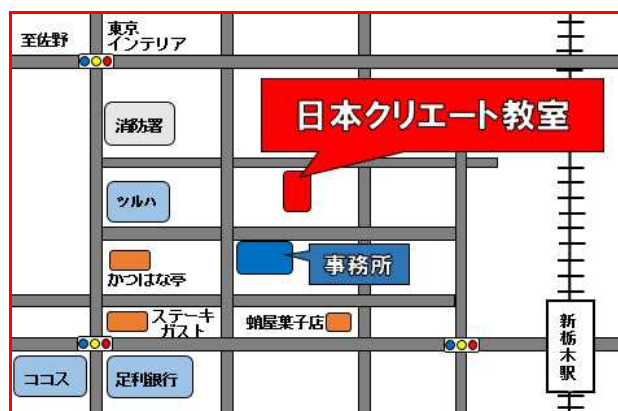 至佐野
東京
インテリア
消防署
日本クリエート教室
ツルハ
かつはな亭
事務所
ステーキ
ガスト
蛸屋菓子店
新栃木駅
ココス
足利銀行